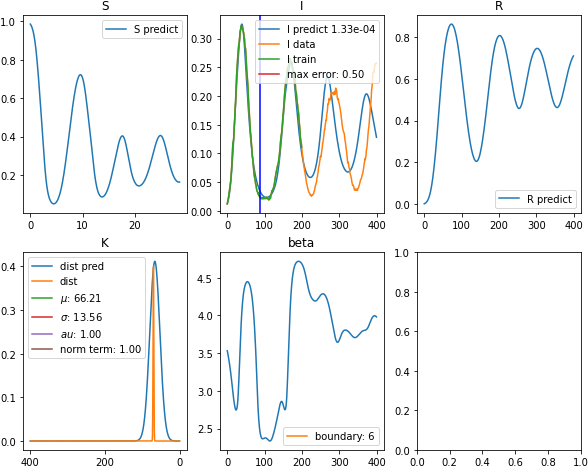 S
I
R
1.0
0.8
0.6
0.4
0.2
S predict
0 10 20
0.30
0.25
0.20
0.15
0.10
0.05
0.00
I predict 1.33e-04
I data
I train
max error: 0.50
0 100 200 300 400
0.8
0.6
0.4
0.2
0.0
R predict
0 100 200 300 400
K
beta
0.4
0.3
0.2
0.1
0.0
dist pred
dist
μ: 66.21
σ: 13.56
au: 1.00
norm term: 1.00
400 200 0
4.5
4.0
3.5
3.0
2.5
boundary: 6
0 100 200 300 400
1.0
0.8
0.6
0.4
0.2
0.0
0.0 0.2 0.4 0.6 0.8 1.0